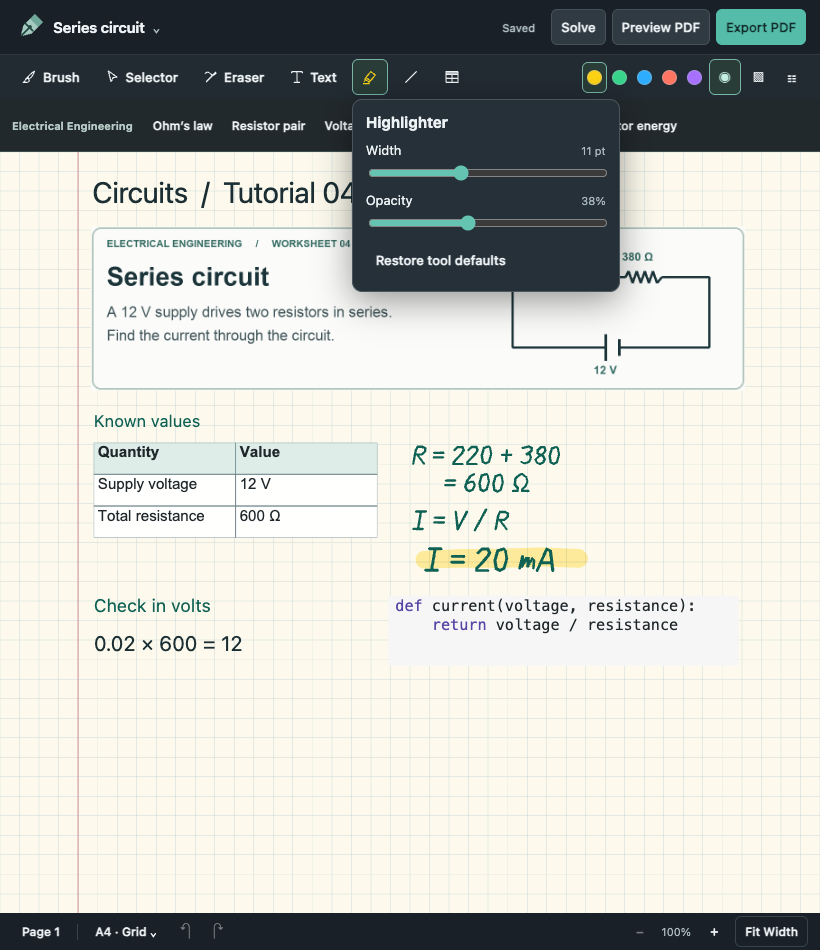 Series circuit
Saved
Solve
Preview PDF
Export PDF
Brush
Selector
Eraser
Text
Electrical Engineering
Ohm's law
Resistor pair
energy
Highlighter
Width
11 pt
Opacity
38%
Restore tool defaults
Circuits / Tutorial 04
ELECTRICAL ENGINEERING / WORKSHEET 04
Series circuit
A 12 V supply drives two resistors in series.
Find the current through the circuit.
380 Ω
12 V
Known values
Quantity Value
Supply voltage 12 V
Total resistance 600 Ω
R = 220 + 380
= 600 Ω
I = V / R
I = 20 mA
Check in volts
0.02 × 600 = 12
def current(voltage, resistance):
return voltage / resistance
Page 1
A4 · Grid
100%
Fit Width